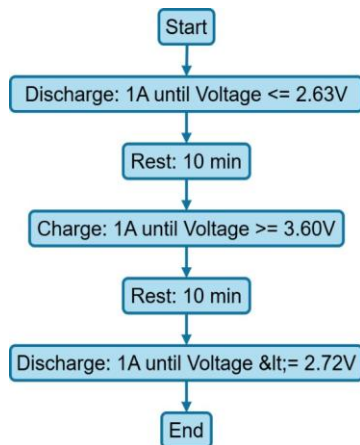 Start
Discharge: 1A until Voltage <= 2.63V
Rest: 10 min
Charge: 1A until Voltage >= 3.60V
Rest: 10 min
Discharge: 1A until Voltage &lt;= 2.72V
End